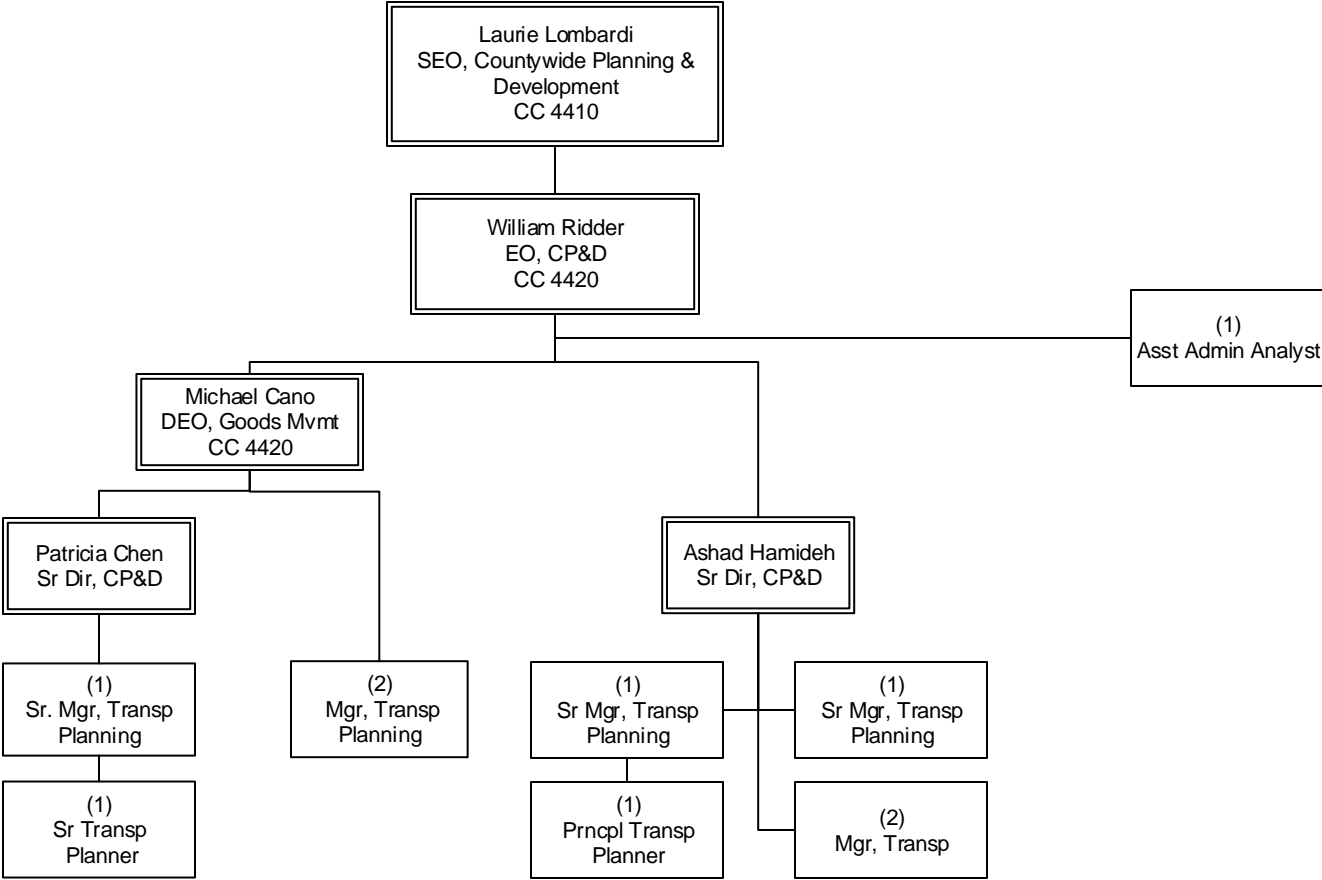 Laurie Lombardi
SEO, Countywide Planning &
Development
CC 4410
William Ridder
EO, CP&D
CC 4420
(1)
Asst Admin Analyst
Michael Cano
DEO, Goods Mvmt
CC 4420
Patricia Chen
Sr Dir, CP&D
Ashad Hamideh
Sr Dir, CP&D
(1)
Sr. Mgr, Transp
Planning
(2)
Mgr, Transp
Planning
(1)
Sr Mgr, Transp
Planning
(1)
Sr Mgr, Transp
Planning
(1)
Sr Transp
Planner
(1)
Prncpl Transp
Planner
(2)
Mgr, Transp